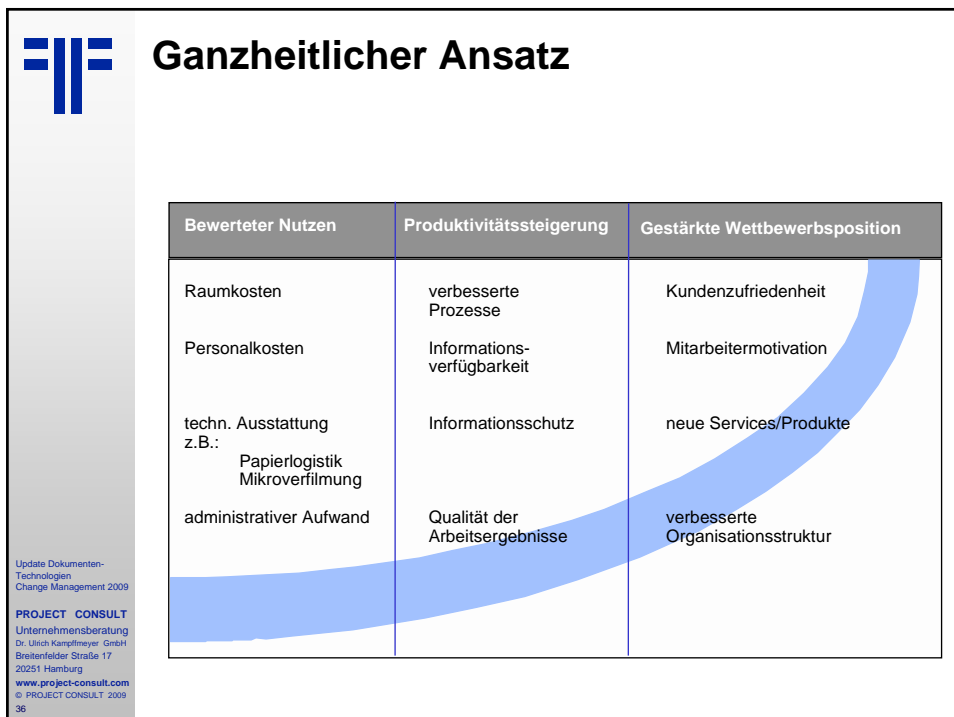 Ganzheitlicher Ansatz
Bewerteter Nutzen
Produktivitätssteigerung
Gestärkte Wettbewerbsposition
Raumkosten
Personalkosten
techn. Ausstattung
z.B.:
Papierlogistik
Mikroverfilmung
administrativer Aufwand
verbesserte
Prozesse
Informations-
verfügbarkeit
Informationsschutz
Qualität der
Arbeitsergebnisse
Kundenzufriedenheit
Mitarbeitermotivation
neue Services/Produkte
verbesserte
Organisationsstruktur
Update Dokumenten-
Technologien
Change Management 2009
PROJECT CONSULT
Unternehmensberatung
Dr. Ulrich Kampffmeyer GmbH
Breitenfelder Straße 17
20251 Hamburg
www.project-consult.com
© PROJECT CONSULT 2009
36